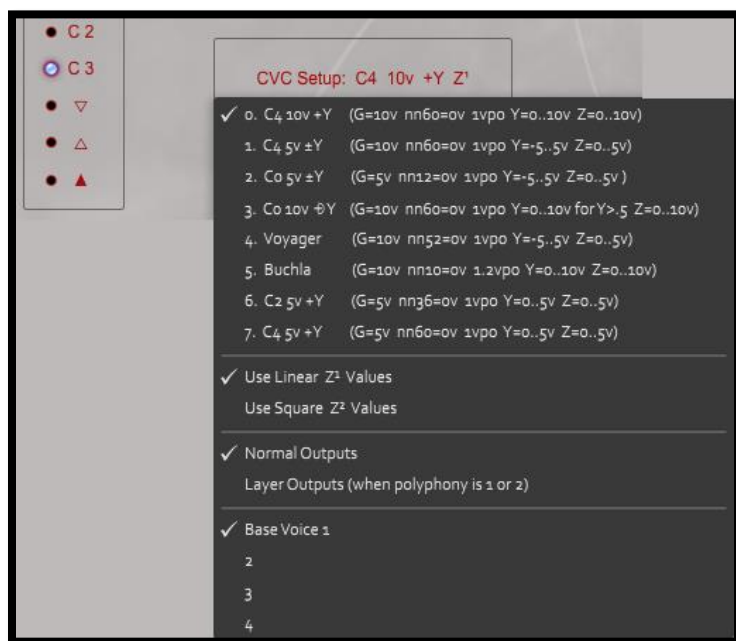 C 2
C 3
▽
△
▲
CVC Setup: C4 10v +Y Z¹
✓ 0. C4 10v +Y (G=10v nn60=0v 1vpo Y=0..10v Z=0..10v)
1. C4 5v ±Y (G=10v nn60=0v 1vpo Y=-5..5v Z=0..5v)
2. C0 5v ±Y (G=5v nn12=0v 1vpo Y=-5..5v Z=0..5v )
3. C0 10v Y (G=10v nn60=0v 1vpo Y=0..10v for Y>.5 Z=0..10v)
4. Voyager (G=10v nn52=0v 1vpo Y=-5..5v Z=0..5v)
5. Buchla (G=10v nn10=0v 1.2vpo Y=0..10v Z=0..10v)
6. C2 5v +Y (G=5v nn36=0v 1vpo Y=0..5v Z=0..5v)
7. C4 5v +Y (G=5v nn60=0v 1vpo Y=0..5v Z=0..5v)
✓ Use Linear Z¹ Values
Use Square Z² Values
✓ Normal Outputs
Layer Outputs (when polyphony is 1 or 2)
✓ Base Voice 1
2
3
4